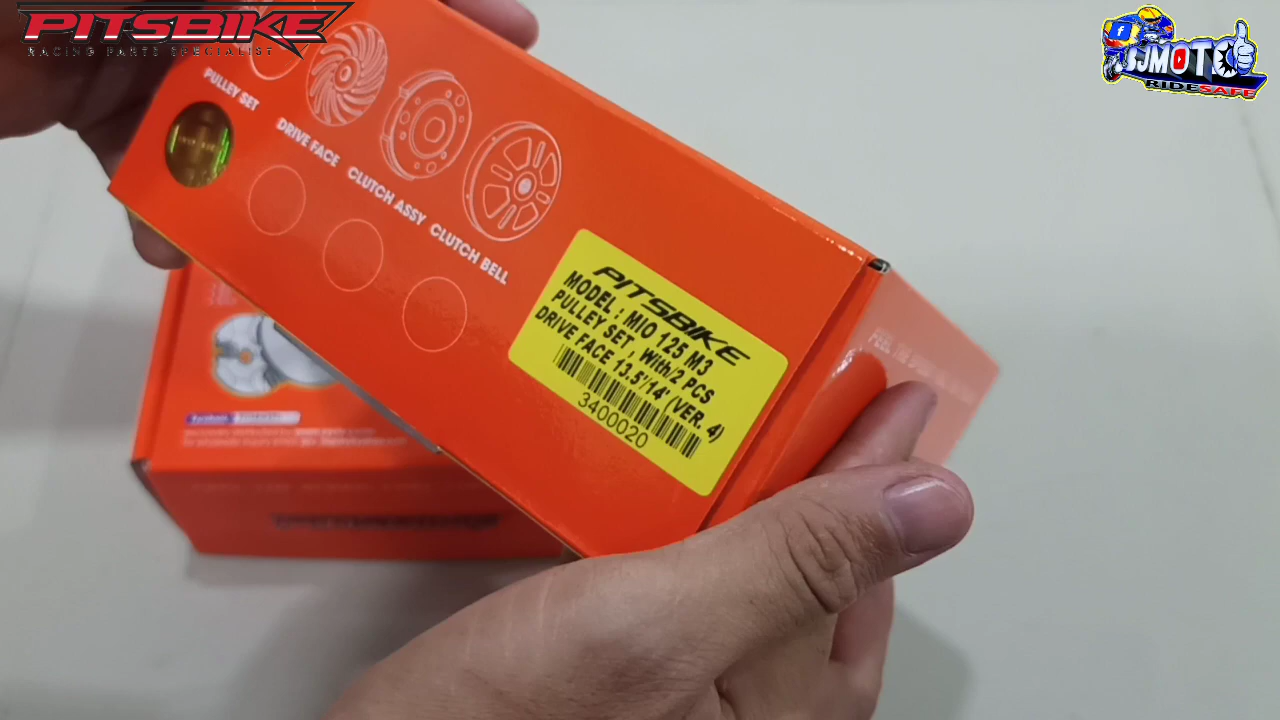 PITSBIKE
RACING PARTS SPECIALIST
JJMOTO
RIDESAFE
PULLEY SET
DRIVE FACE
CLUTCH ASSY
CLUTCH BELL
PITSBIKE
MODEL : MIO 125 M3
PULLEY SET , With/2 PCS
DRIVE FACE 13.5'/14' (VER. 4)
3400020